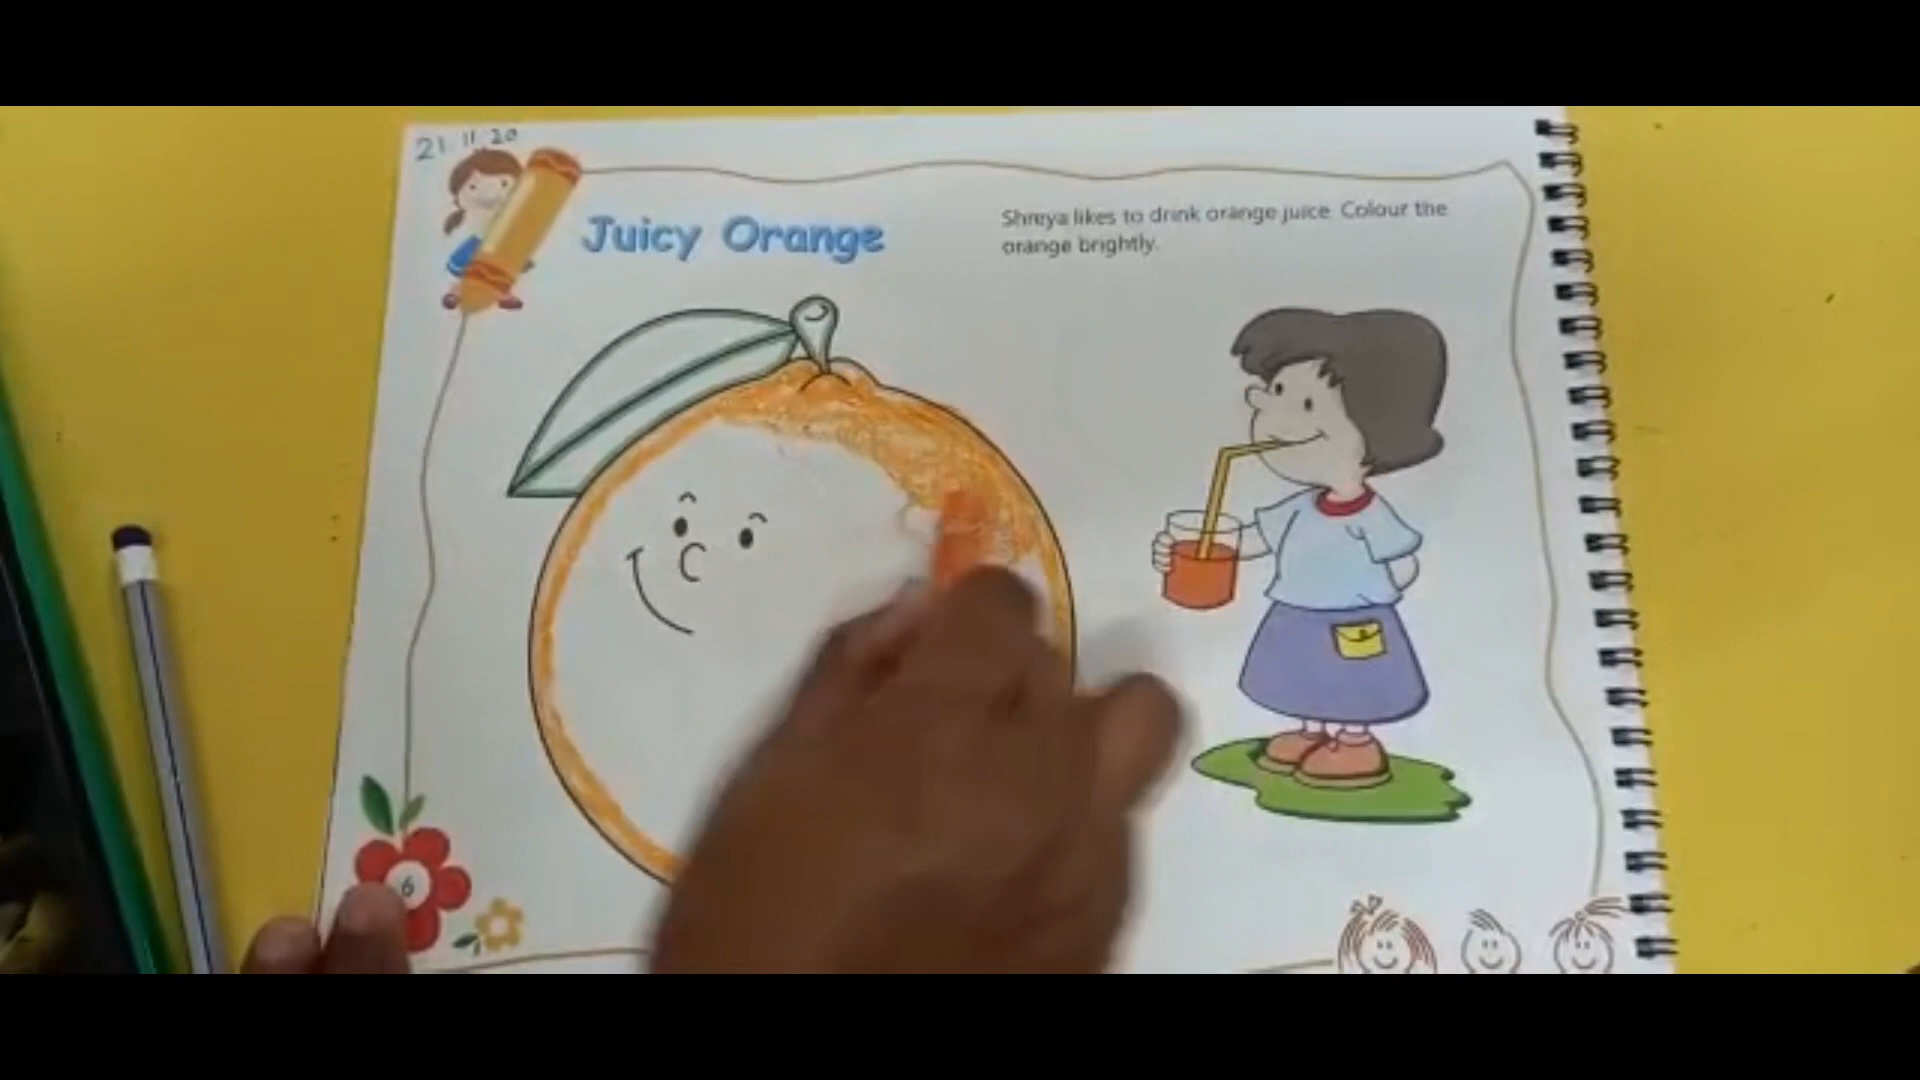 21 11 20
Juicy Orange
Shreya likes to drink orange juice. Colour the
orange brightly.
6